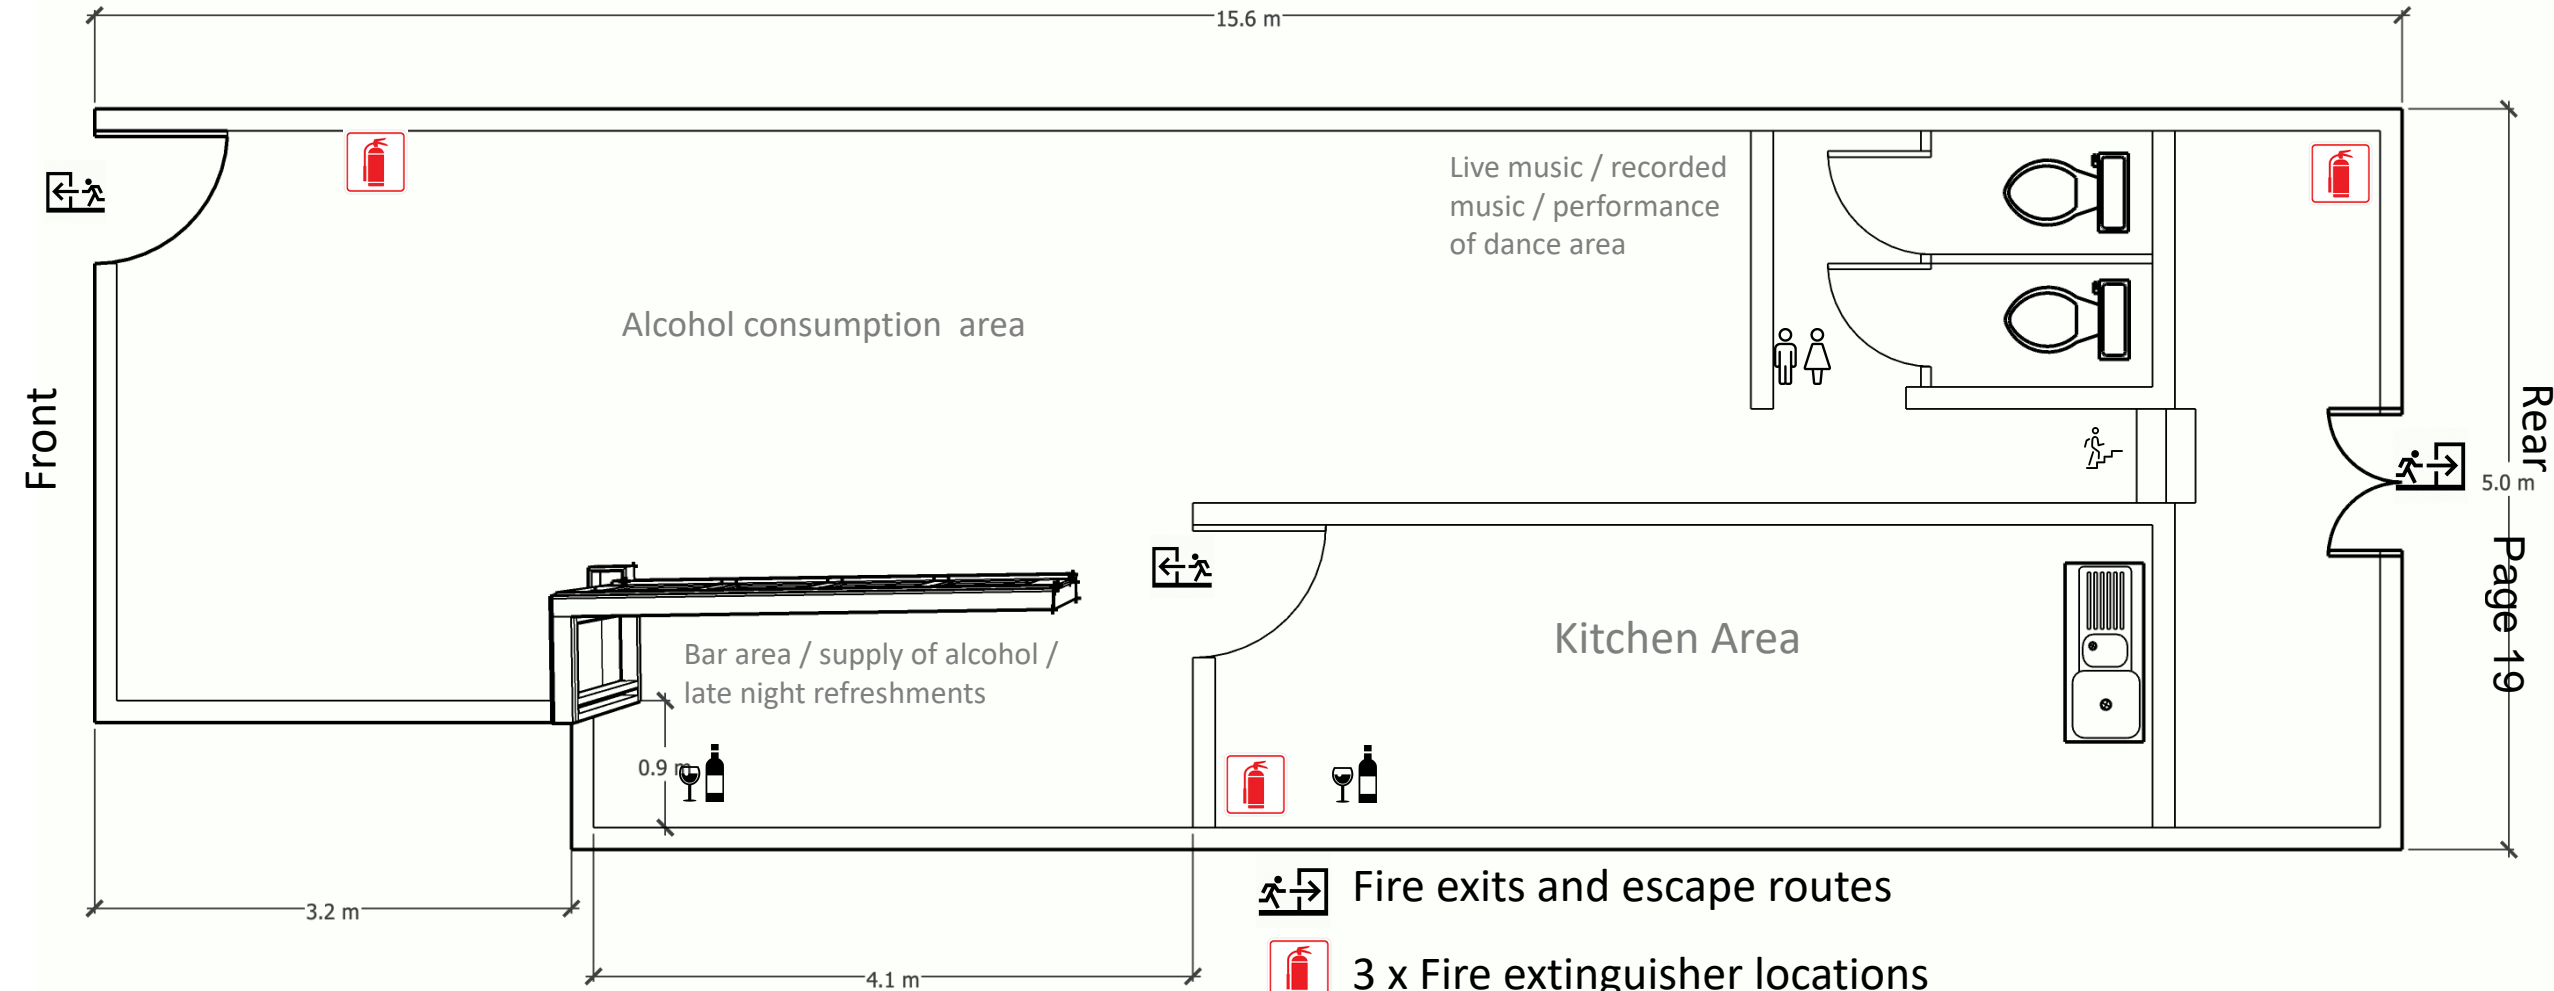 15.6 m
Live music / recorded
music / performance
of dance area
Alcohol consumption area
Front
Rear
5.0 m
Page 19
Bar area / supply of alcohol /
late night refreshments
Kitchen Area
0.9 m
3.2 m
4.1 m
Fire exits and escape routes
3 x Fire extinguisher locations